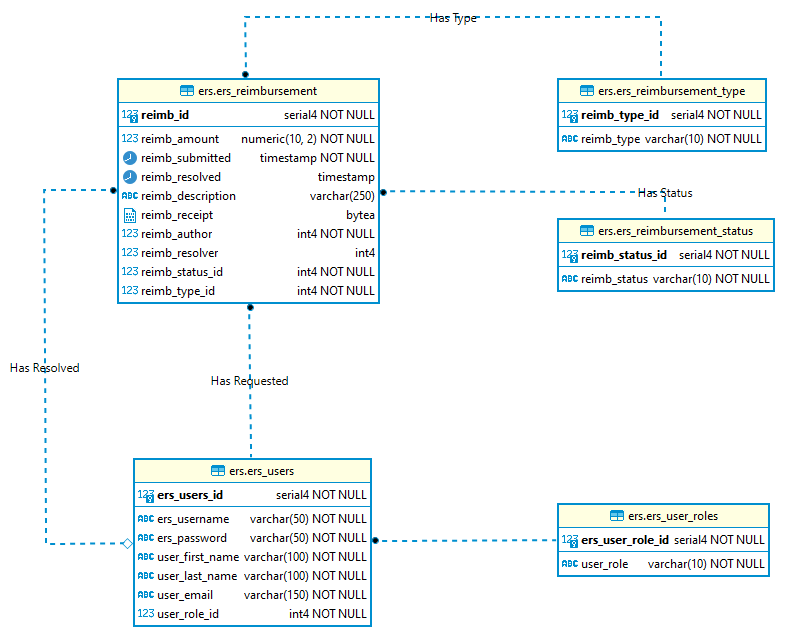 Has Type
ers.ers_reimbursement
123 reimb_id serial4 NOT NULL
123 reimb_amount numeric(10, 2) NOT NULL
reimb_submitted timestamp NOT NULL
reimb_resolved timestamp
ABC reimb_description varchar(250)
reimb_receipt bytea
123 reimb_author int4 NOT NULL
123 reimb_resolver int4
123 reimb_status_id int4 NOT NULL
123 reimb_type_id int4 NOT NULL
ers.ers_reimbursement_type
123 reimb_type_id serial4 NOT NULL
ABC reimb_type varchar(10) NOT NULL
Has Status
ers.ers_reimbursement_status
123 reimb_status_id serial4 NOT NULL
ABC reimb_status varchar(10) NOT NULL
Has Resolved
Has Requested
ers.ers_users
123 ers_users_id serial4 NOT NULL
ABC ers_username varchar(50) NOT NULL
ABC ers_password varchar(50) NOT NULL
ABC user_first_name varchar(100) NOT NULL
ABC user_last_name varchar(100) NOT NULL
ABC user_email varchar(150) NOT NULL
123 user_role_id int4 NOT NULL
ers.ers_user_roles
123 ers_user_role_id serial4 NOT NULL
ABC user_role varchar(10) NOT NULL